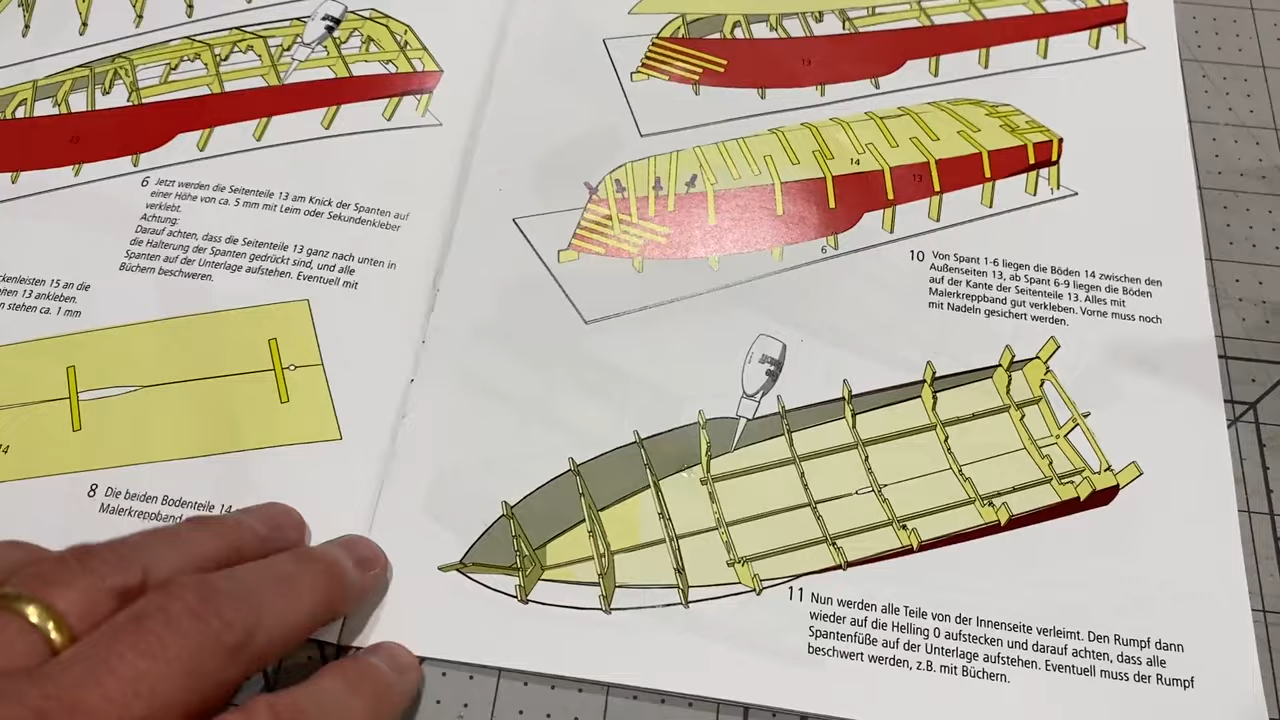 13
6 Jetzt werden die Seitenteile 13 am Knick der Spanten auf
einer Höhe von ca. 5 mm mit Leim oder Sekundenkleber
verklebt.
Achtung:
Darauf achten, dass die Seitenteile 13 ganz nach unten in
die Halterung der Spanten gedrückt sind, und alle
Spanten auf der Unterlage aufstehen. Eventuell mit
Büchern beschweren.
ckenleisten 15 an die
13 ankleben.
stehen ca. 1 mm
14
8 Die beiden Bodenteile 14
Malerkreppband
13
14
13
6
10 Von Spant 1-6 liegen die Böden 14 zwischen den
Außenseiten 13, ab Spant 6-9 liegen die Böden
auf der Kante der Seitenteile 13. Alles mit
Malerkreppband gut verkleben. Vorne muss noch
mit Nadeln gesichert werden.
11 Nun werden alle Teile von der Innenseite verleimt. Den Rumpf dann
wieder auf die Helling 0 aufstecken und darauf achten, dass alle
Spantenfüße auf der Unterlage aufstehen. Eventuell muss der Rumpf
beschwert werden, z.B. mit Büchern.